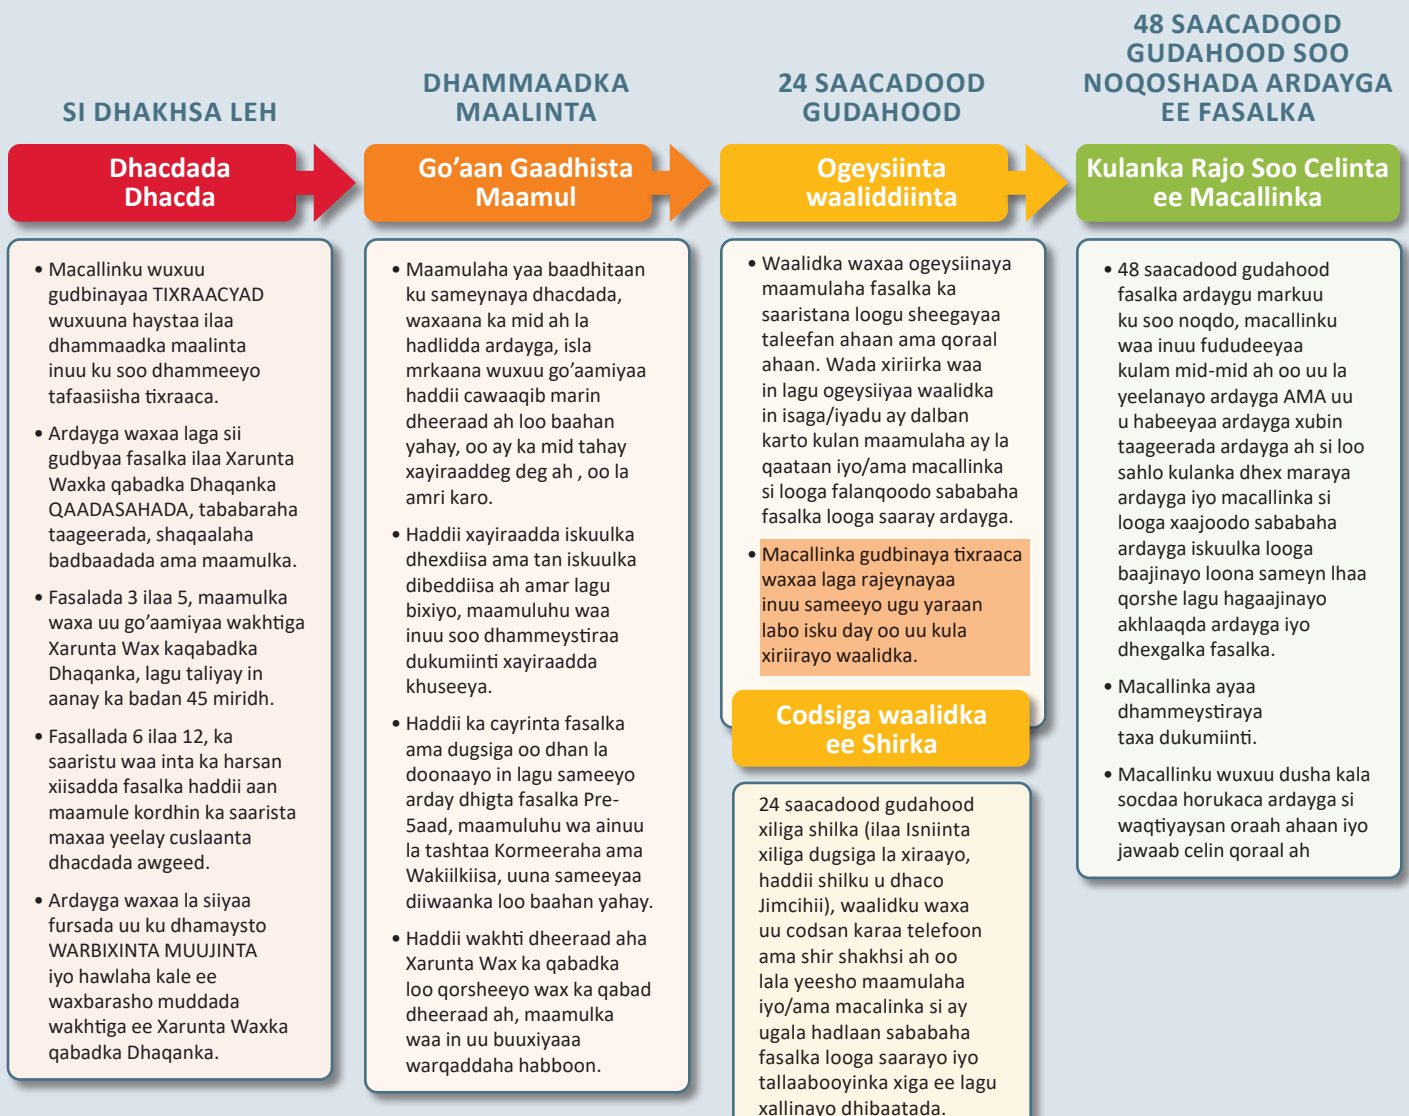 SI DHAKHSA LEH
Dhacdada
Dhacda
• Macallinku wuxuu
gudbinayaa TIXRAACYAD
wuxuuna haystaa ilaa
dhammaadka maalinta
inuu ku soo dhammeeyo
tafaasiisha tixraaca.
• Ardayga waxaa laga sii
gudbyaa fasalka ilaa Xarunta
Waxka qabadka Dhaqanka
QAADASAHADA, tababaraha
taageerada, shaqaalaha
badbaadada ama maamulka.
• Fasalada 3 ilaa 5, maamulka
waxa uu go’aamiyaa wakhtiga
Xarunta Wax kaqabadka
Dhaqanka, lagu taliyay in
aanay ka badan 45 miridh.
• Fasallada 6 ilaa 12, ka
saaristu waa inta ka harsan
xiisadda fasalka haddii aan
maamule kordhin ka saarista
maxaa yeelay cuslaanta
dhacdada awgeed.
• Ardayga waxaa la siiyaa
fursada uu ku dhamaysto
WARBIXINTA MUUJINTA
iyo hawlaha kale ee
waxbarasho muddada
wakhtiga ee Xarunta Waxka
qabadka Dhaqanka.
DHAMMAADKA
MAALINTA
Go’aan Gaadhista
Maamul
• Maamulaha yaa baadhitaan
ku sameynaya dhacdada,
waxaana ka mid ah la
hadlidda ardayga, isla
mrkaana wuxuu go’aamiyaa
haddii cawaaqib marin
dheeraad ah loo baahan
yahay, oo ay ka mid tahay
xayiraaddeg deg ah , oo la
amri karo.
• Haddii xayiraadda iskuulka
dhexdiisa ama tan iskuulka
dibeddiisa ah amar lagu
bixiyo, maamuluhu waa
inuu soo dhammeystiraa
dukumiinti xayiraadda
khuseeya.
• Haddii ka cayrinta fasalka
ama dugsiga oo dhan la
doonaayo in lagu sameeyo
arday dhigta fasalka Pre-
5aad, maamuluhu wa ainuu
la tashtaa Kormeeraha ama
Wakiilkiisa, uuna sameeyaa
diiwaanka loo baahan yahay.
• Haddii wakhti dheeraad aha
Xarunta Wax ka qabadka
loo qorsheeyo wax ka qabad
dheeraad ah, maamulka
waa in uu buuxiyaaa
warqaddaha habboon.
24 SAACADOOD
GUDAHOOD
Ogeysiinta
waaliddiinta
• Waalidka waxaa ogeysiinaya
maamulaha fasalka ka
saaristana loogu sheegayaa
taleefan ahaan ama qoraal
ahaan. Wada xiriirka waa
in lagu ogeysiiyaa waalidka
in isaga/iyadu ay dalban
karto kulan maamulaha ay la
qaataan iyo/ama macallinka
si looga falanqoodo sababaha
fasalka looga saaray ardayga.
• Macallinka gudbinaya tixraaca
waxaa laga rajeynayaa
inuu sameeyo ugu yaraan
labo isku day oo uu kula
xiriirayo waalidka.
Codsiga waalidka
ee Shirka
24 saacadood gudahood
xiliga shilka (ilaa Isniinta
xiliga dugsiga la xiraayo,
haddii shilku u dhaco
Jimcihii), waalidku waxa
uu codsan karaa telefoon
ama shir shakhsi ah oo
lala yeesho maamulaha
iyo/ama macalinka si ay
ugala hadlaan sababaha
fasalka looga saarayo iyo
tallaabooyinka xiga ee lagu
xallinayo dhibaatada.
48 SAACADOOD
GUDAHOOD SOO
NOQOSHADA ARDAYGA
EE FASALKA
Kulanka Rajo Soo Celinta
ee Macallinka
• 48 saacadood gudahood
fasalka ardaygu markuu
ku soo noqdo, macallinku
waa inuu fududeeyaa
kulam mid-mid ah oo uu la
yeelanayo ardayga AMA uu
u habeeyaa ardayga xubin
taageerada ardayga ah si loo
sahlo kulanka dhex maraya
ardayga iyo macallinka si
looga xaajoodo sababaha
ardayga iskuulka looga
baajinayo loona sameyn lhaa
qorshe lagu hagaajinayo
akhlaaqda ardayga iyo
dhexgalka fasalka.
• Macallinka ayaa
dhammeystiraya
taxa dukumiinti.
• Macallinku wuxuu dusha kala
socdaa horukaca ardayga si
waqtiyaysan oraah ahaan iyo
jawaab celin qoraal ah